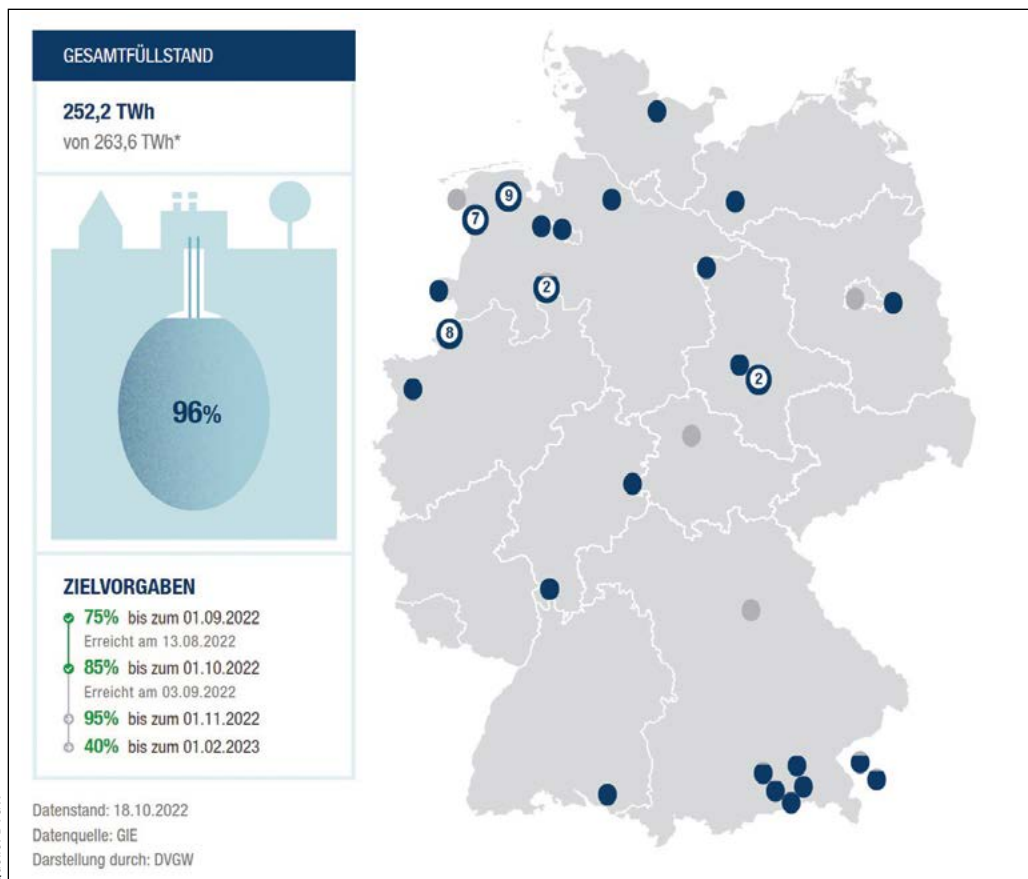 GESAMTFÜLLSTAND
252,2 TWh
von 263,6 TWh*
96%
ZIELVORGABEN
75% bis zum 01.09.2022
Erreicht am 13.08.2022
85% bis zum 01.10.2022
Erreicht am 03.09.2022
95% bis zum 01.11.2022
40% bis zum 01.02.2023
Datenstand: 18.10.2022
Datenquelle: GIE
Darstellung durch: DVGW
9
7
2
8
2